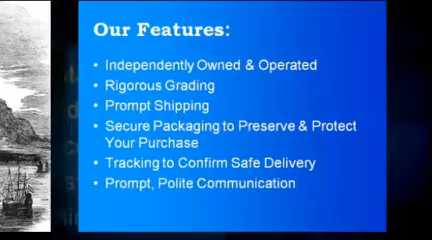 Our Features:
• Independently Owned & Operated
• Rigorous Grading
• Prompt Shipping
• Secure Packaging to Preserve & Protect
Your Purchase
• Tracking to Confirm Safe Delivery
• Prompt, Polite Communication